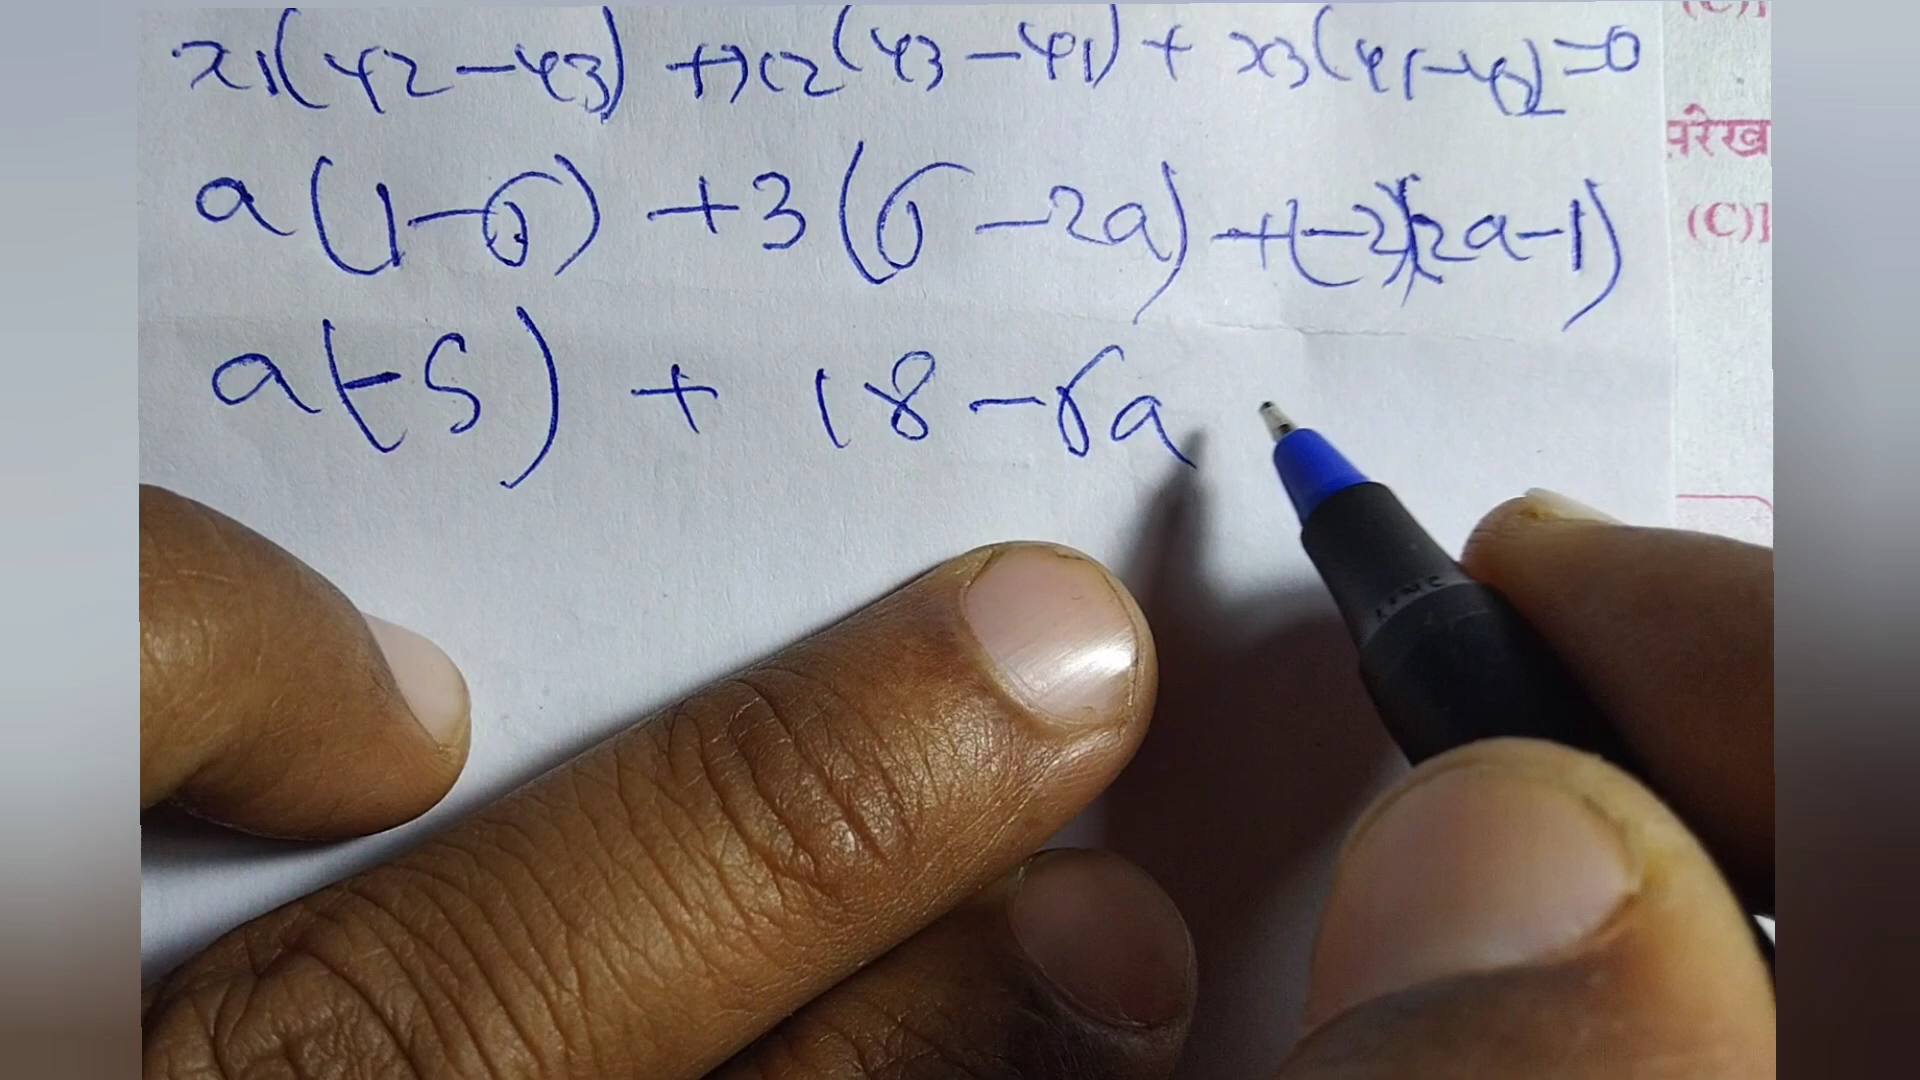 x1(y2-y3) +x2(y3-y1) + x3(y1-y2)=0
a(1-6) +3(6-2a) +(-2)(2a-1)
a(-5) + 18-6a
(C)]